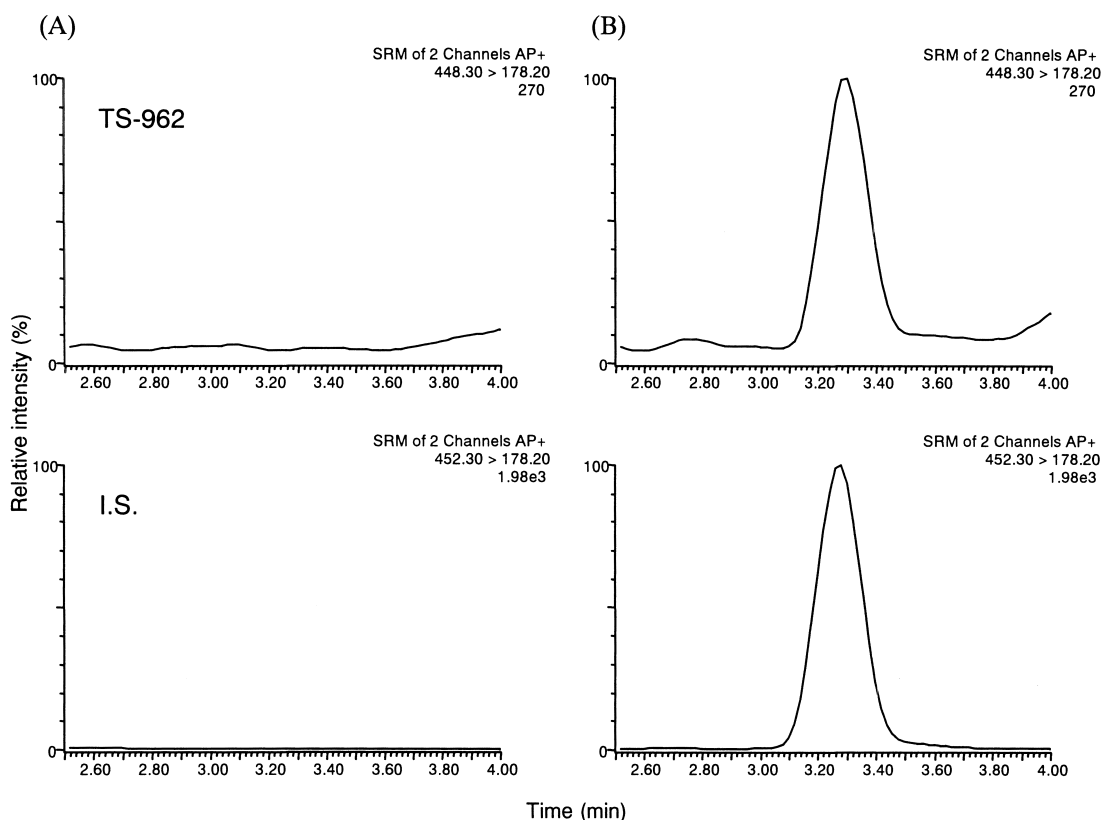 (A)
SRM of 2 Channels AP+
448.30 > 178.20
270
100
TS-962
0
2.60 2.80 3.00 3.20 3.40 3.60 3.80 4.00
(B)
SRM of 2 Channels AP+
448.30 > 178.20
270
100
0
2.60 2.80 3.00 3.20 3.40 3.60 3.80 4.00
Relative intensity (%)
SRM of 2 Channels AP+
452.30 > 178.20
1.98e3
100
I.S.
0
2.60 2.80 3.00 3.20 3.40 3.60 3.80 4.00
SRM of 2 Channels AP+
452.30 > 178.20
1.98e3
100
0
2.60 2.80 3.00 3.20 3.40 3.60 3.80 4.00
Time (min)